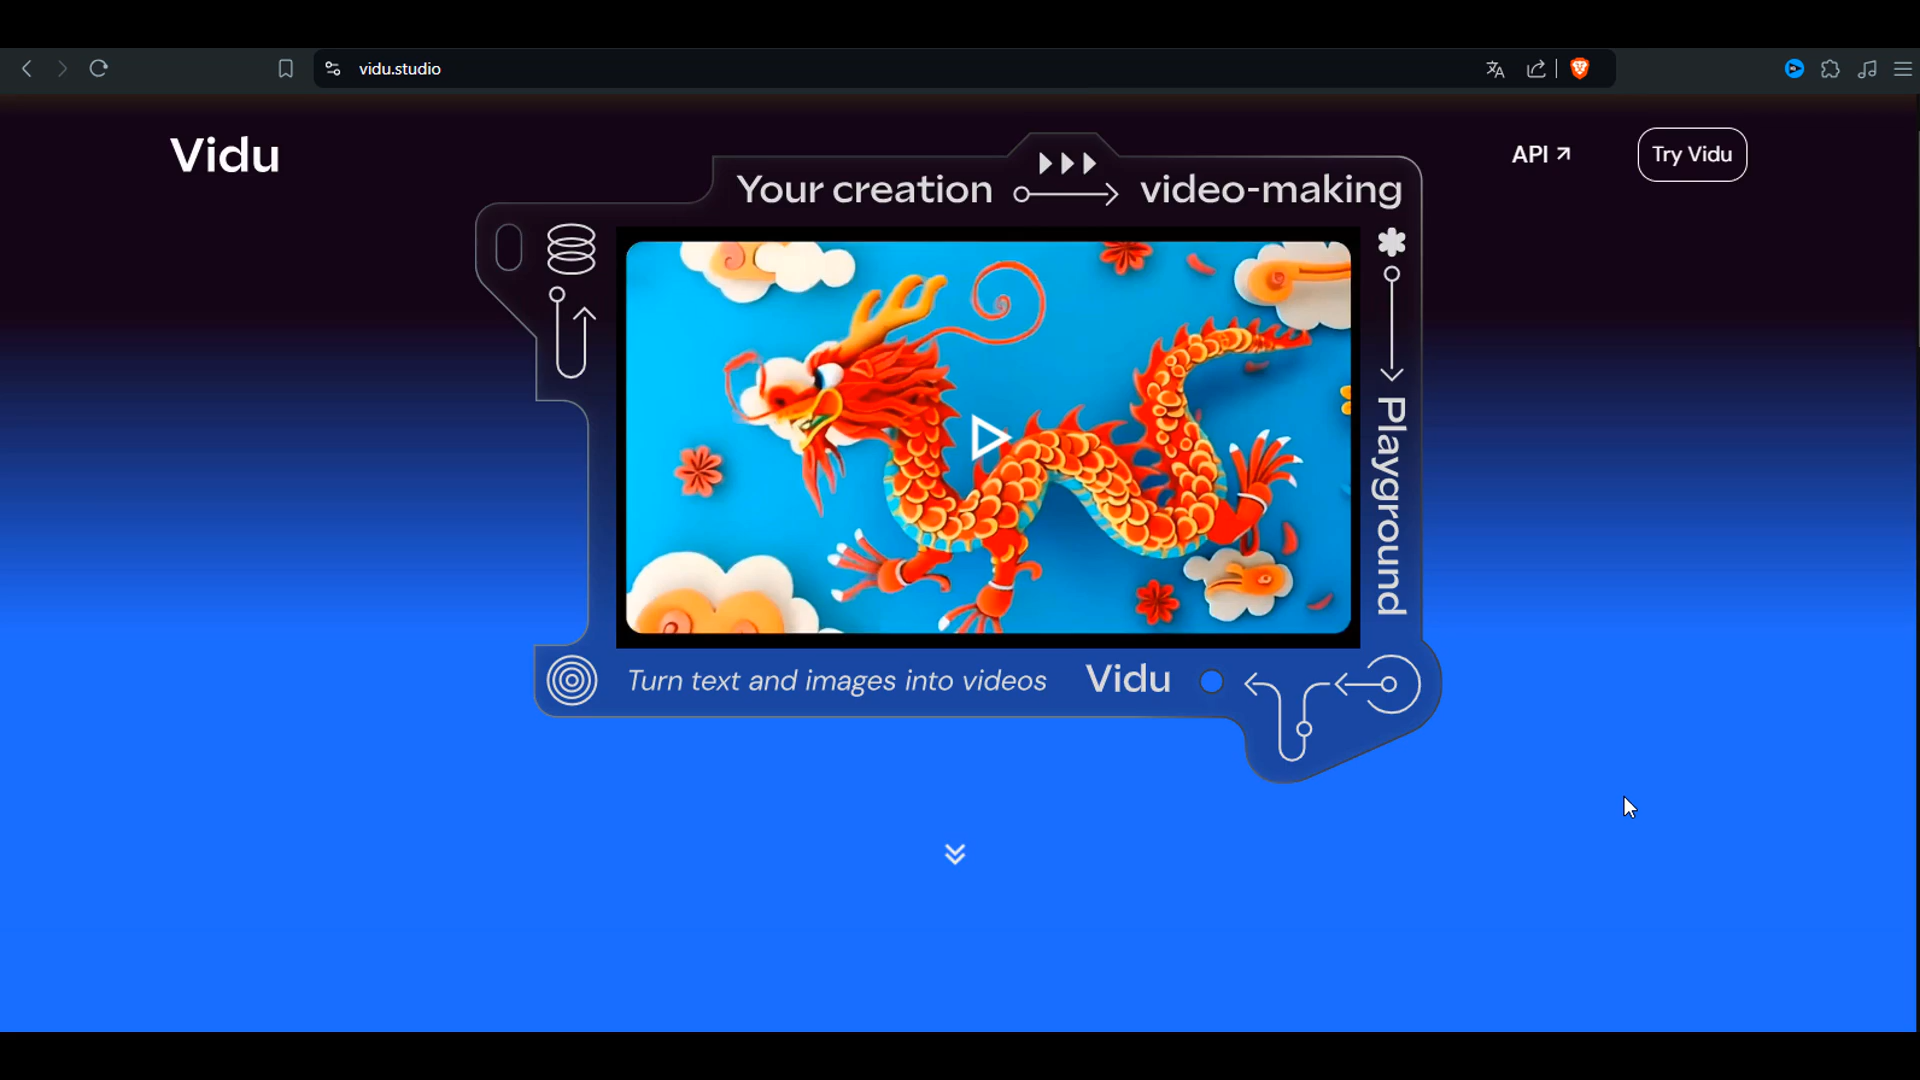 vidu.studio
Vidu
API
Try Vidu
Your creation
video-making
Playground
Turn text and images into videos
Vidu